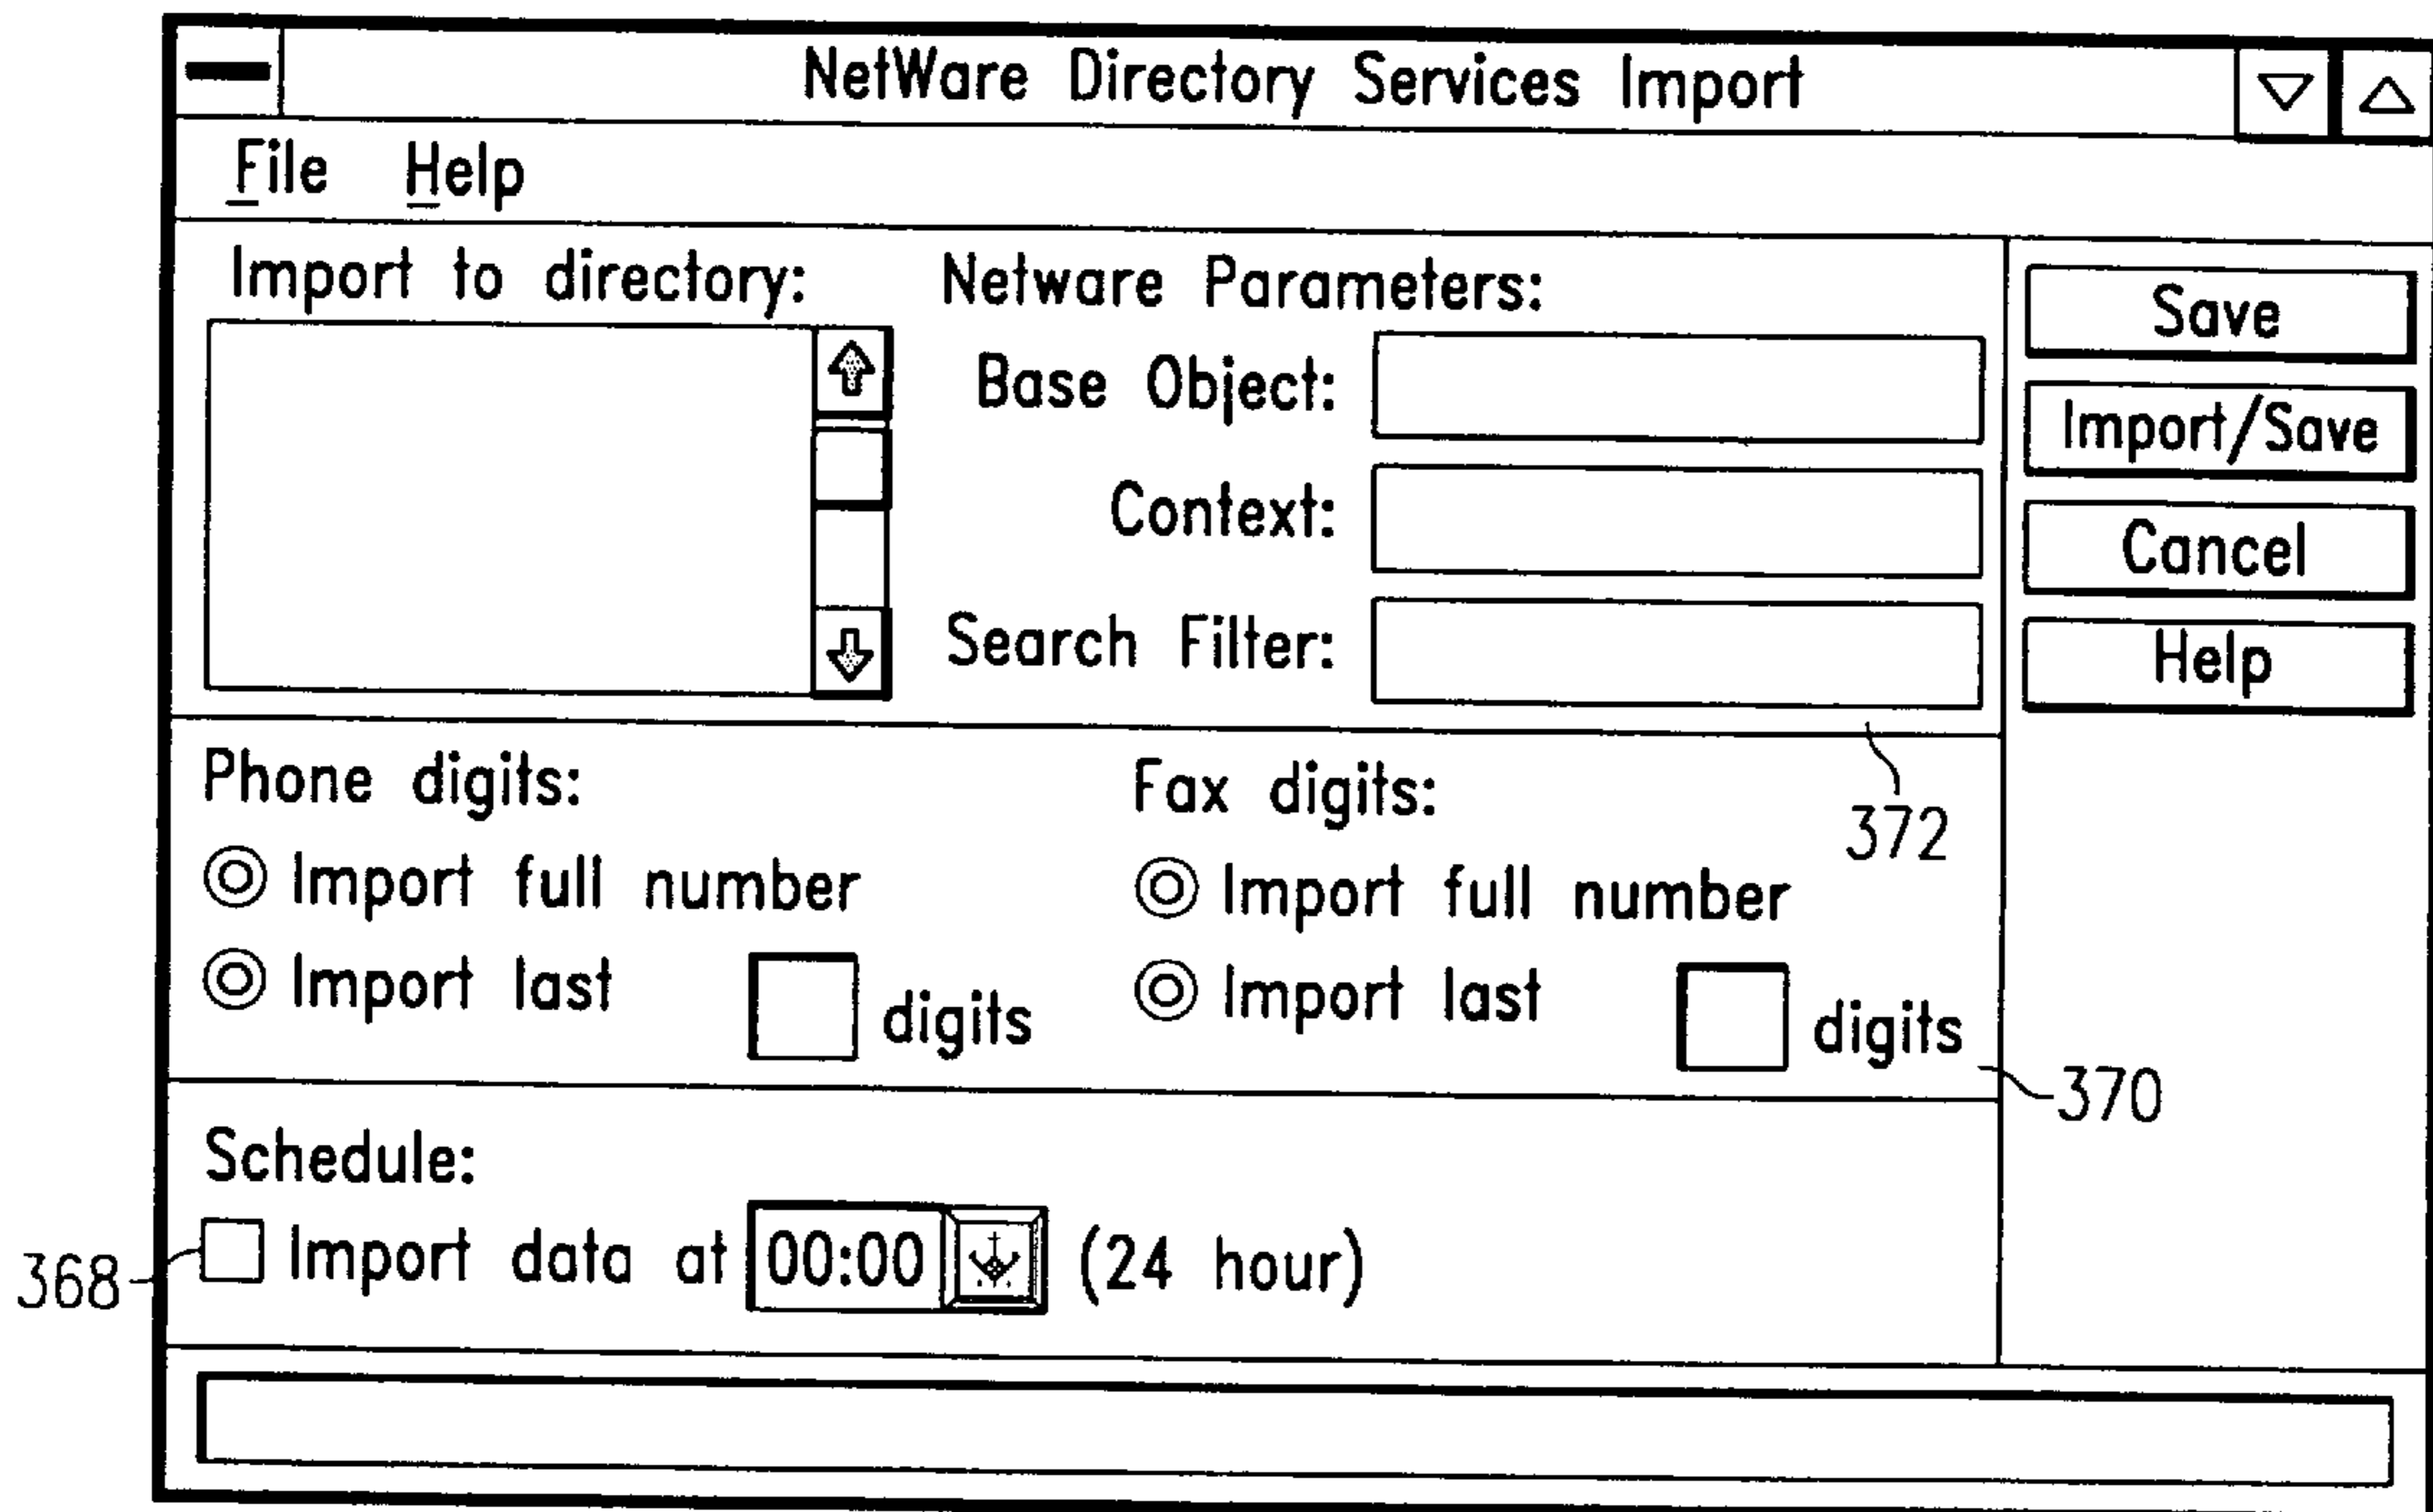 NetWare Directory Services Import
File Help
Import to directory:
Netware Parameters:
Base Object:
Context:
Search Filter:
Save
Import/Save
Cancel
Help
372
Phone digits:
Import full number
Import last digits
Fax digits:
Import full number
Import last digits
370
Schedule:
368
Import data at 00:00 (24 hour)